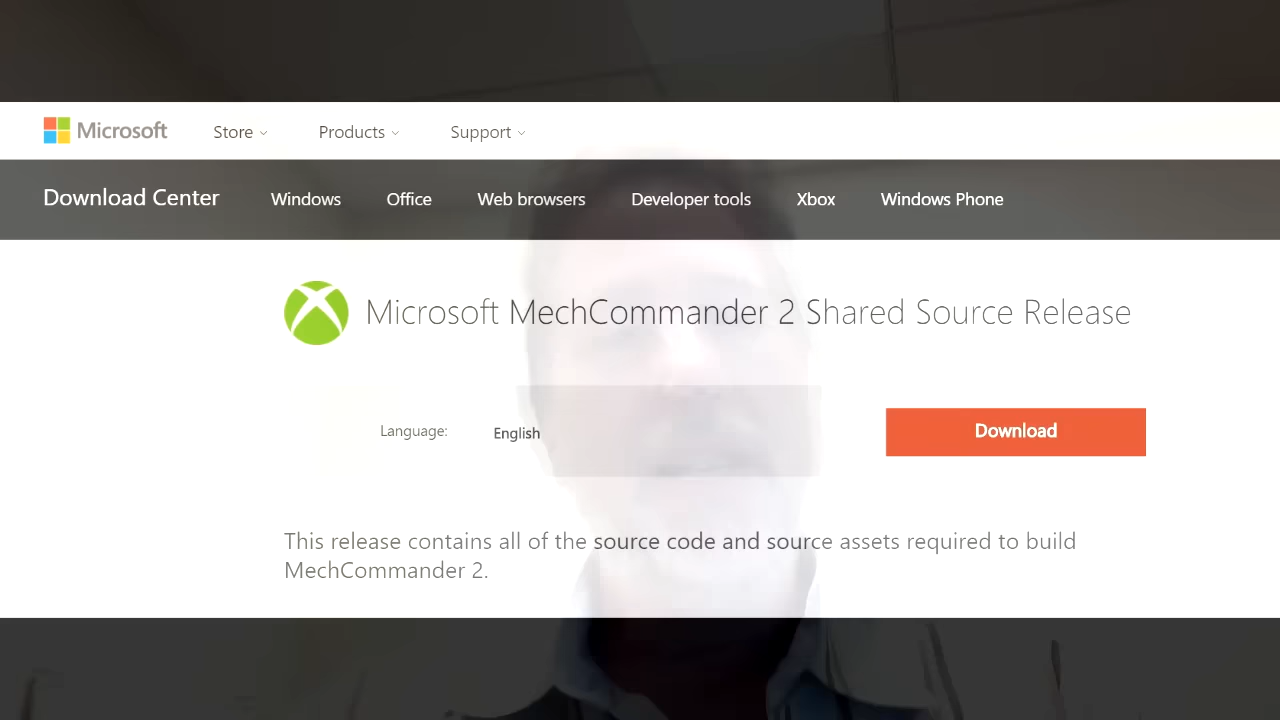 Microsoft Store Products Support
Download Center Windows Office Web browsers Developer tools Xbox Windows Phone
Microsoft MechCommander 2 Shared Source Release
Language: English Download
This release contains all of the source code and source assets required to build
MechCommander 2.